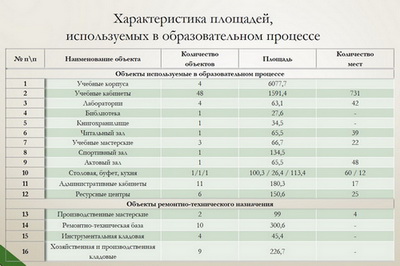 Характеристика площадей,
используемых в образовательном процессе
№ п\п Наименование объекта Количество объектов Площадь Количество мест
Объекты используемые в образовательном процессе
1 Учебные корпуса 4 6077,7
2 Учебные кабинеты 48 1591,4 731
3 Лаборатории 4 63,1 42
4 Библиотека 1 27,6 -
5 Книгохранилище 1 34,5 -
6 Читальный зал 1 65,5 39
7 Учебные мастерские 3 66,7 22
8 Спортивный зал 1 134,5
9 Актовый зал 1 65,5 48
10 Столовая, буфет, кухня 1/1/1 100,3 / 26,4 / 113,4 60 / 12
11 Административные кабинеты 11 180,3 17
12 Ресурсные центры 6 150,6 25
Объекты ремонтно-технического назначения
13 Производственные мастерские 2 99 4
14 Ремонтно-техническая база 10 300,6 -
15 Инструментальная кладовая 4 45,4 -
16 Хозяйственная и производственная кладовые 9 226,7 -